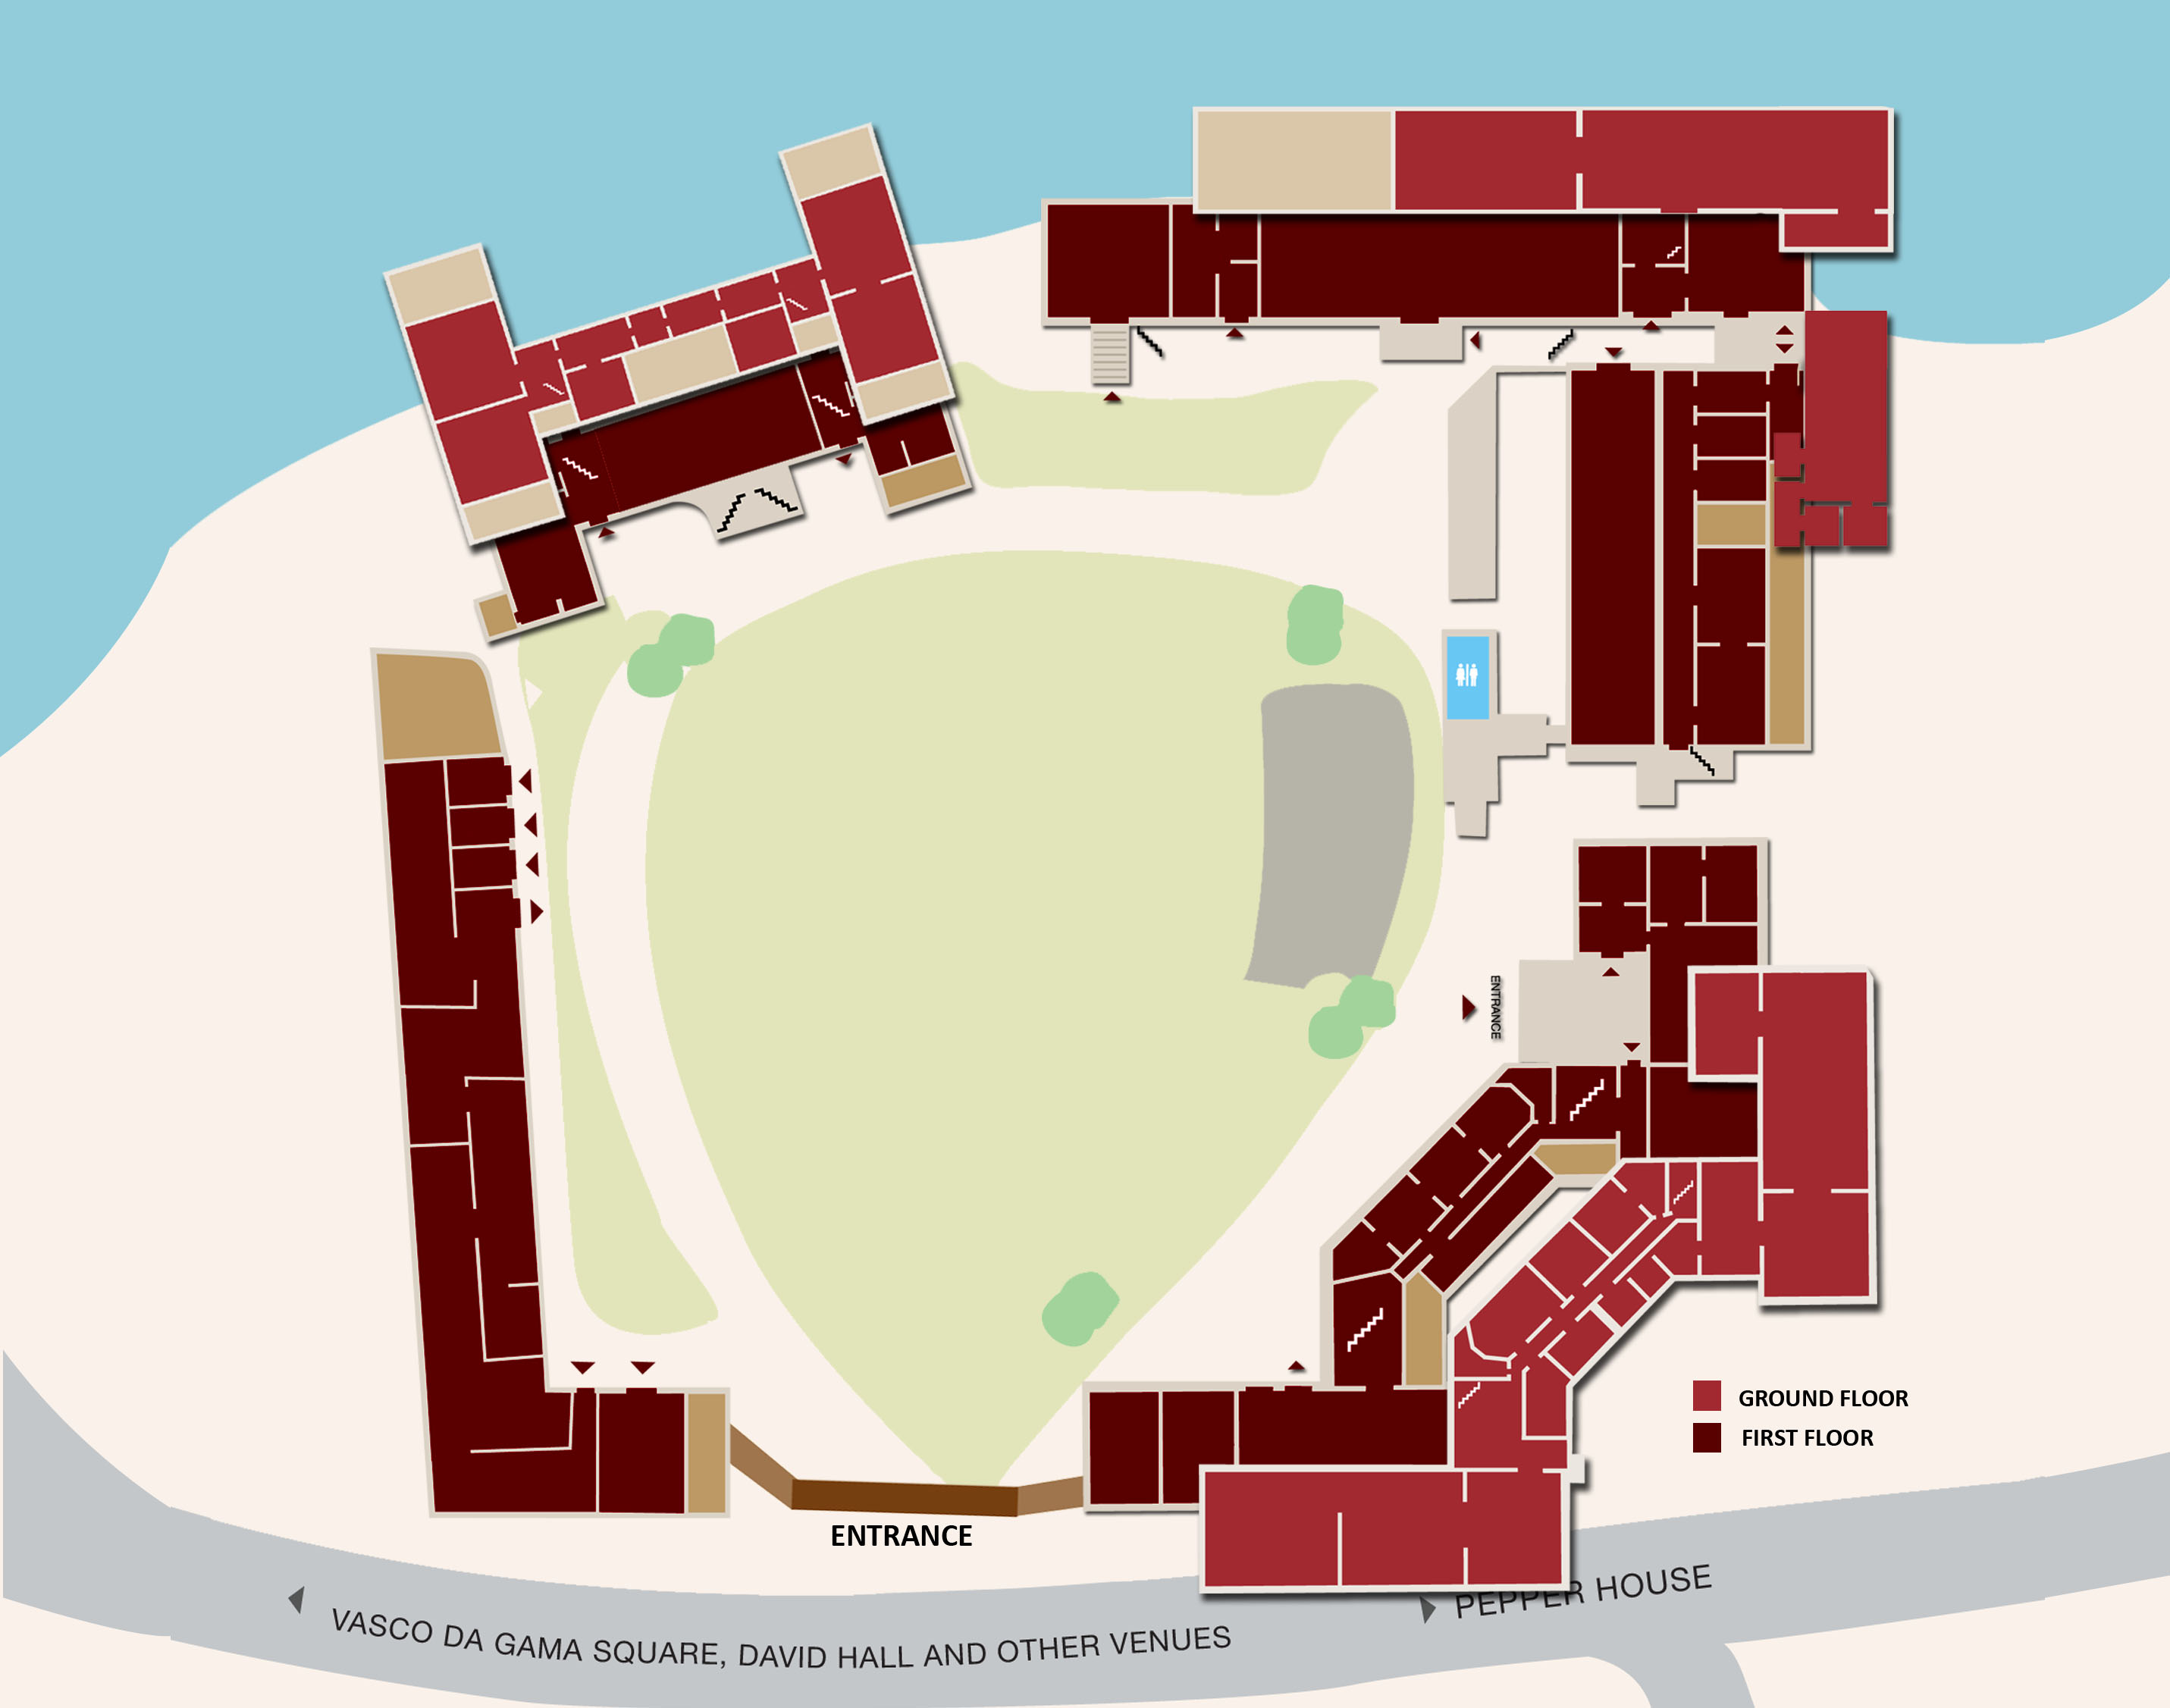 ENTRANCE
GROUND FLOOR
FIRST FLOOR
ENTRANCE
PEPPER HOUSE
VASCO DA GAMA SQUARE, DAVID HALL AND OTHER VENUES